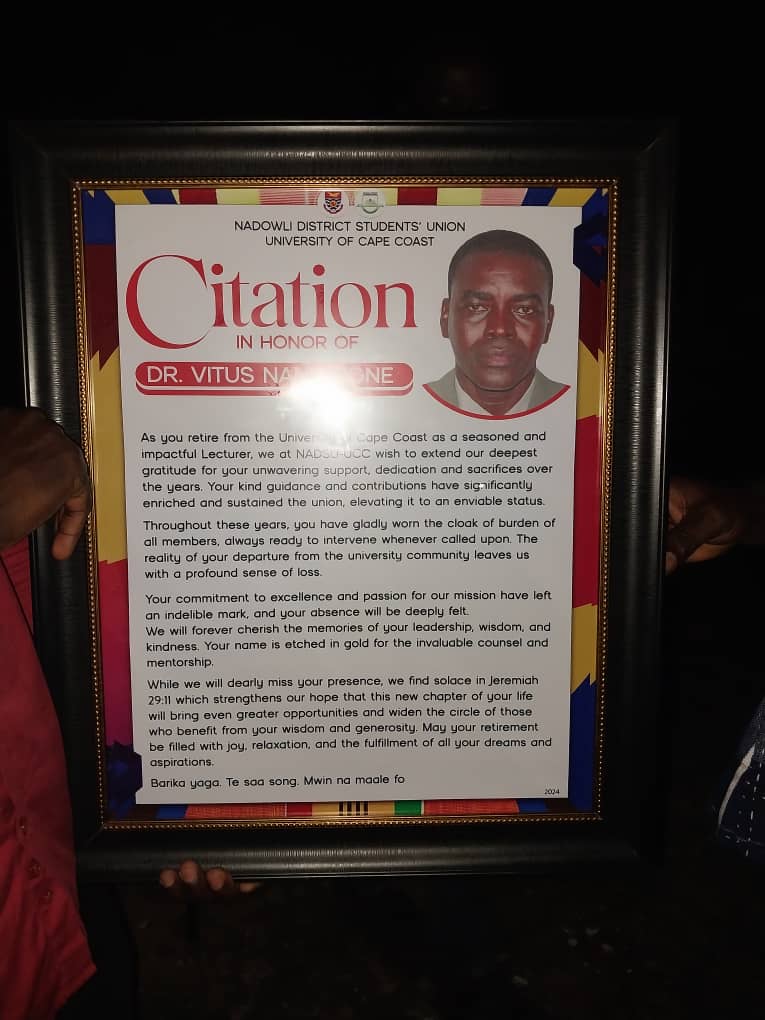 NADOWLI DISTRICT STUDENTS' UNION
UNIVERSITY OF CAPE COAST
Citation
IN HONOR OF
DR. VITUS
As you retire from the University of Cape Coast as a seasoned and
impactful Lecturer, we at NADSU-UCC wish to extend our deepest
gratitude for your unwavering support, dedication and sacrifices over
the years. Your kind guidance and contributions have significantly
enriched and sustained the union, elevating it to an enviable status.
Throughout these years, you have gladly worn the cloak of burden of
all members, always ready to intervene whenever called upon. The
reality of your departure from the university community leaves us
with a profound sense of loss.
Your commitment to excellence and passion for our mission have left
an indelible mark, and your absence will be deeply felt.
We will forever cherish the memories of your leadership, wisdom, and
kindness. Your name is etched in gold for the invaluable counsel and
mentorship.
While we will dearly miss your presence, we find solace in Jeremiah
29:11 which strengthens our hope that this new chapter of your life
will bring even greater opportunities and widen the circle of those
who benefit from your wisdom and generosity. May your retirement
be filled with joy, relaxation, and the fulfillment of all your dreams and
aspirations.
Barika yaga. Te saa song. Mwin na maale fo
2024